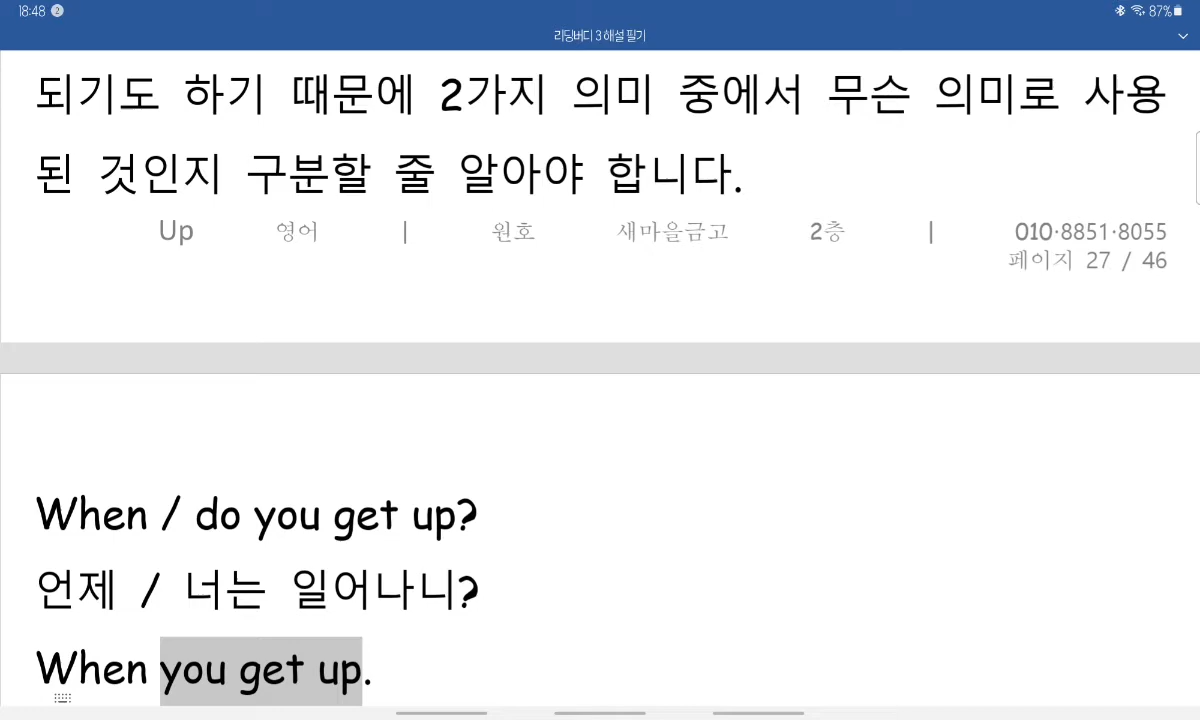 18:48 2 87%
리딩버디 3 해설 필기
되기도 하기 때문에 2가지 의미 중에서 무슨 의미로 사용
된 것인지 구분할 줄 알아야 합니다.
Up 영어 | 원호 새마을금고 2층 | 010·8851·8055
페이지 27 / 46
When / do you get up?
언제 / 너는 일어나니?
When you get up.